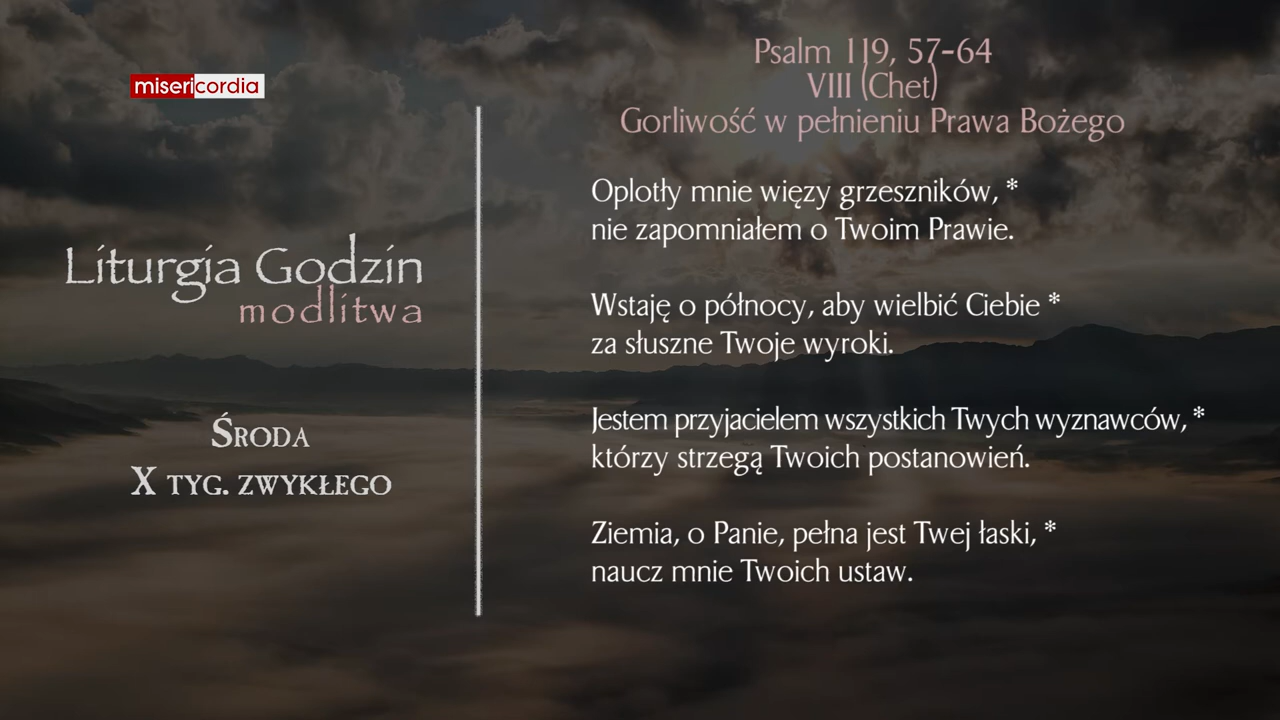 misericordia
Liturgia Godzin
modlitwa
Środa
X tyg. zwykłego
Psalm 119, 57-64
VIII (Chet)
Gorliwość w pełnieniu Prawa Bożego
Oplotły mnie więzy grzeszników, *
nie zapomniałem o Twoim Prawie.
Wstaję o północy, aby wielbić Ciebie *
za słuszne Twoje wyroki.
Jestem przyjacielem wszystkich Twych wyznawców, *
którzy strzegą Twoich postanowień.
Ziemia, o Panie, pełna jest Twej łaski, *
naucz mnie Twoich ustaw.